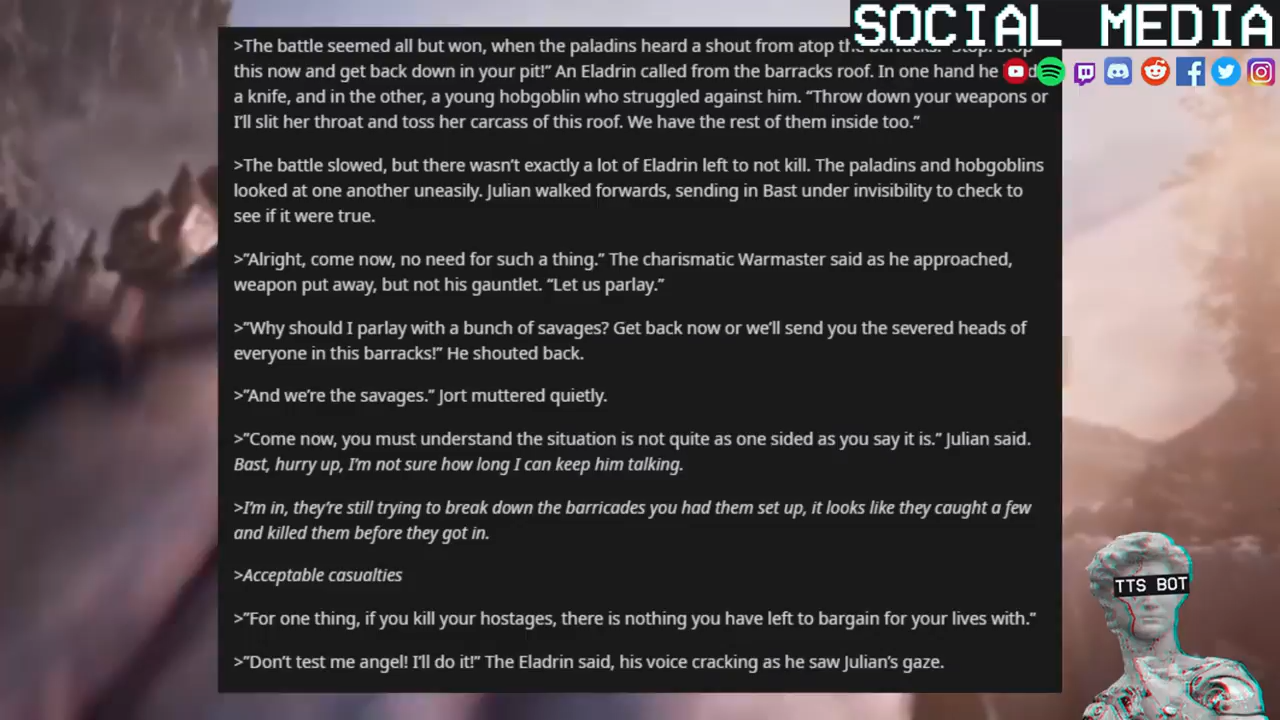 SOCIAL MEDIA
>The battle seemed all but won, when the paladins heard a shout from atop the barracks. “Stop! Stop
this now and get back down in your pit!” An Eladrin called from the barracks roof. In one hand he
a knife, and in the other, a young hobgoblin who struggled against him. “Throw down your weapons or
I’ll slit her throat and toss her carcass of this roof. We have the rest of them inside too.”
>The battle slowed, but there wasn’t exactly a lot of Eladrin left to not kill. The paladins and hobgoblins
looked at one another uneasily. Julian walked forwards, sending in Bast under invisibility to check to
see if it were true.
>”Alright, come now, no need for such a thing.” The charismatic Warmaster said as he approached,
weapon put away, but not his gauntlet. “Let us parlay.”
>”Why should I parlay with a bunch of savages? Get back now or we’ll send you the severed heads of
everyone in this barracks!” He shouted back.
>”And we’re the savages.” Jort muttered quietly.
>”Come now, you must understand the situation is not quite as one sided as you say it is.” Julian said.
Bast, hurry up, I’m not sure how long I can keep him talking.
>I’m in, they’re still trying to break down the barricades you had them set up, it looks like they caught a few
and killed them before they got in.
>Acceptable casualties
>”For one thing, if you kill your hostages, there is nothing you have left to bargain for your lives with.”
>”Don’t test me angel! I’ll do it!” The Eladrin said, his voice cracking as he saw Julian’s gaze.
TTS BOT